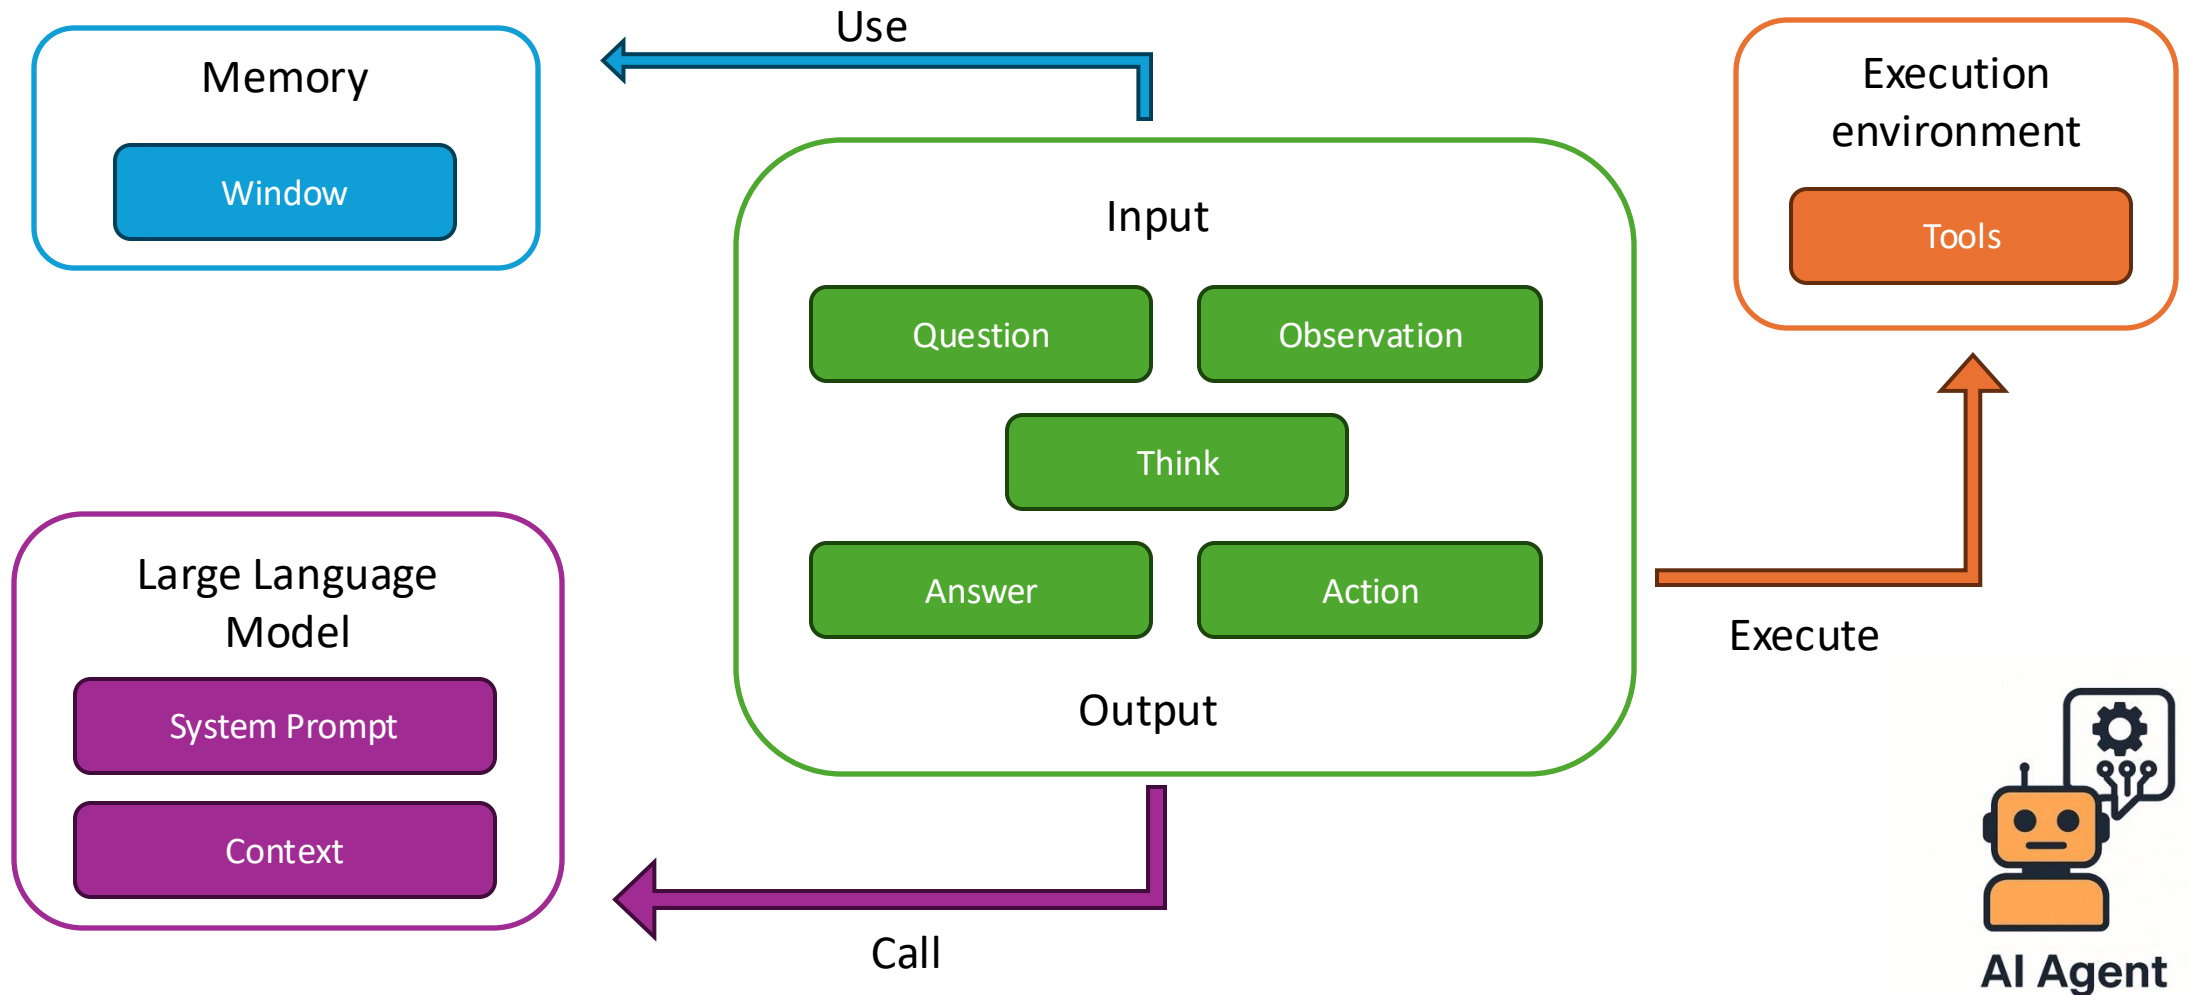 Use
Memory
Window
Execution
environment
Tools
Input
Question
Observation
Think
Answer
Action
Output
Execute
Large Language
Model
System Prompt
Context
Call
AI Agent